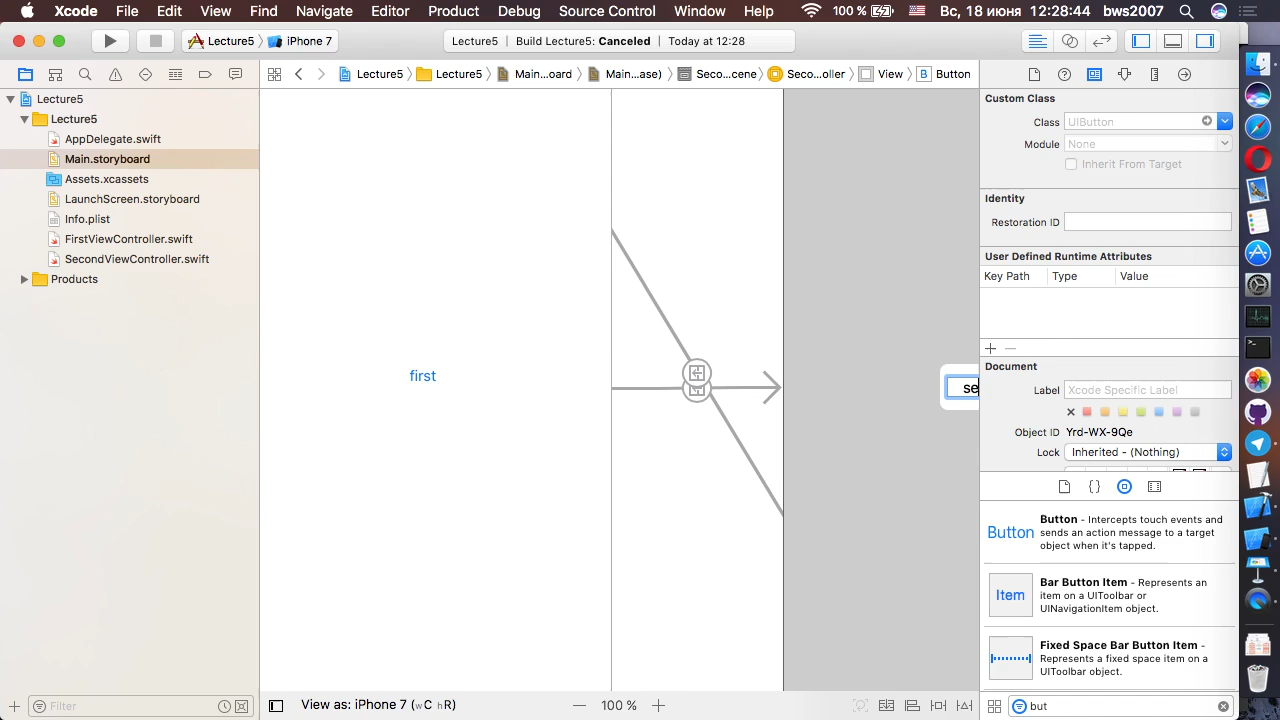 Xcode File Edit View Find Navigate Editor Product Debug Source Control Window Help 100 % Вс, 18 июня 12:28:44 bws2007
Lecture5 iPhone 7 Lecture5 Build Lecture5: Canceled Today at 12:28
Lecture5 Lecture5 Main...sard Main...ase) Seco...cene) Seco...oller View B Button
Lecture5
Lecture5
AppDelegate.swift
Main.storyboard
Assets.xcassets
LaunchScreen.storyboard
Info.plist
FirstViewController.swift
SecondViewController.swift
Products
first
se
Custom Class
Class UIButton
Module None
Inherit From Target
Identity
Restoration ID
User Defined Runtime Attributes
Key Path Type Value
Document
Label Xcode Specific Label
Object ID Yrd-WX-9Qe
Lock Inherited - (Nothing)
Button
Button - Intercepts touch events and
sends an action message to a target
object when it's tapped.
Item
Bar Button Item - Represents an
item on a UIToolbar or
UINavigationItem object.
Fixed Space Bar Button Item -
Represents a fixed space item on a
UIToolbar object.
Filter
View as: iPhone 7 (wC hR)
100 %
but